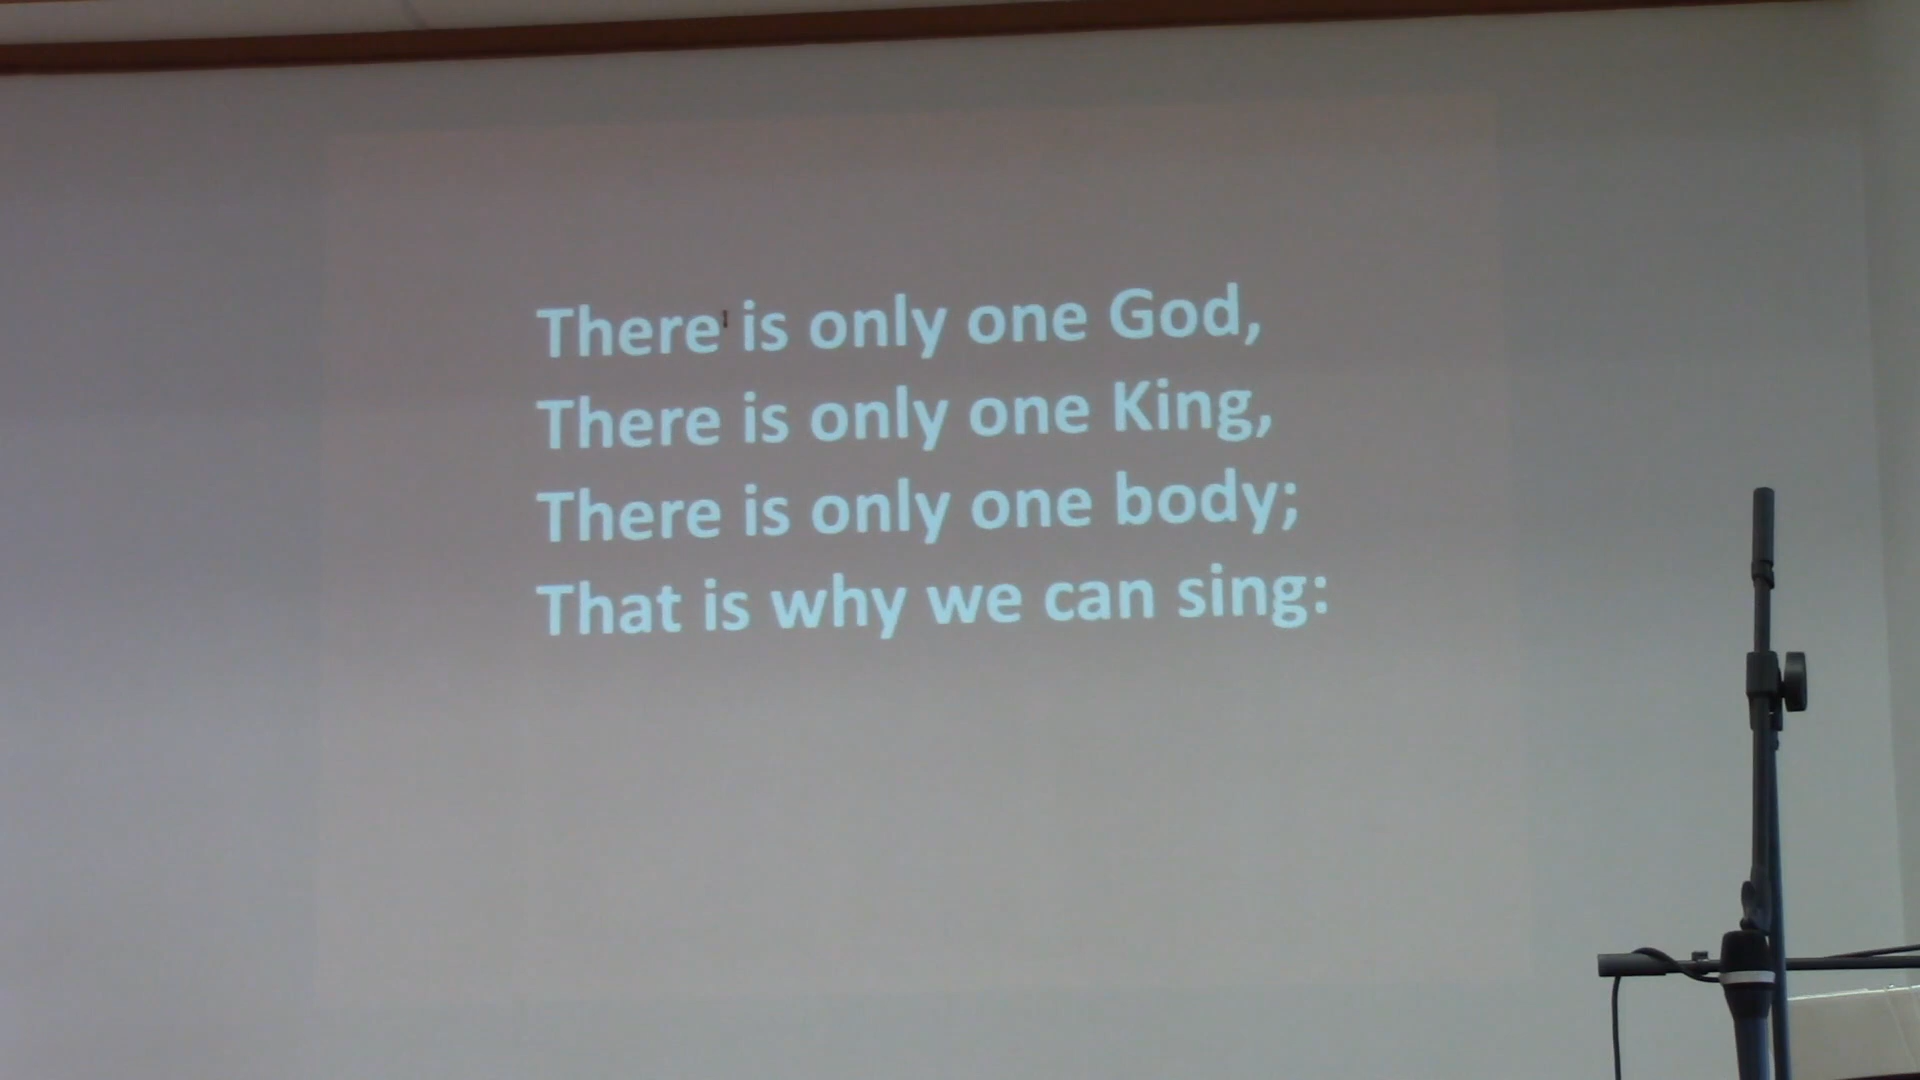 There is only one God,
There is only one King,
There is only one body;
That is why we can sing: